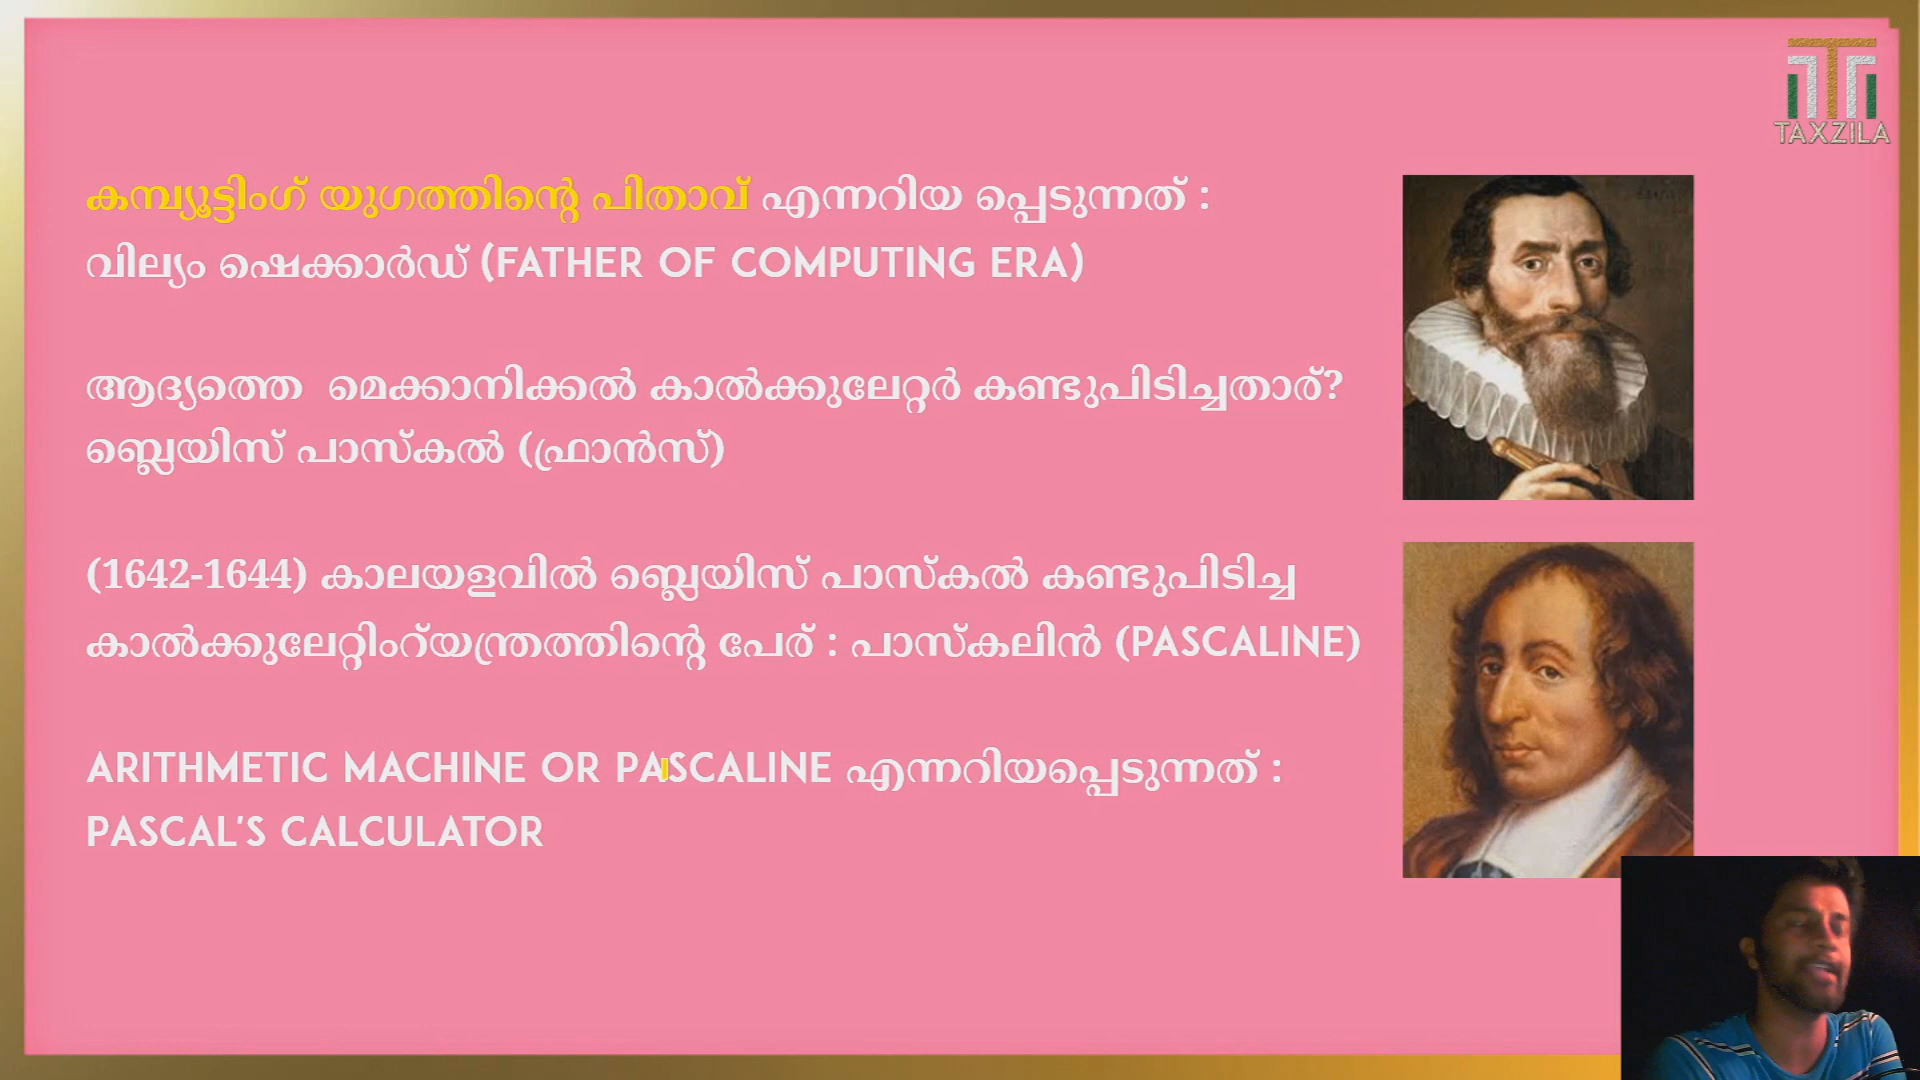 TAXZILA
കമ്പ്യൂട്ടിംഗ് യുഗത്തിന്റെ പിതാവ് എന്നറിയ പ്പെടുന്നത് :
വില്യം ഷെക്കാർഡ് (FATHER OF COMPUTING ERA)
ആദ്യത്തെ മെക്കാനിക്കൽ കാൽക്കുലേറ്റർ കണ്ടുപിടിച്ചതാര്?
ബ്ലെയിസ് പാസ്കൽ (ഫ്രാൻസ്)
(1642-1644) കാലയളവിൽ ബ്ലെയിസ് പാസ്കൽ കണ്ടുപിടിച്ച
കാൽക്കുലേറ്റിംറ്യന്ത്രത്തിന്റെ പേര് : പാസ്കലിൻ (PASCALINE)
ARITHMETIC MACHINE OR PASCALINE എന്നറിയപ്പെടുന്നത് :
PASCAL'S CALCULATOR